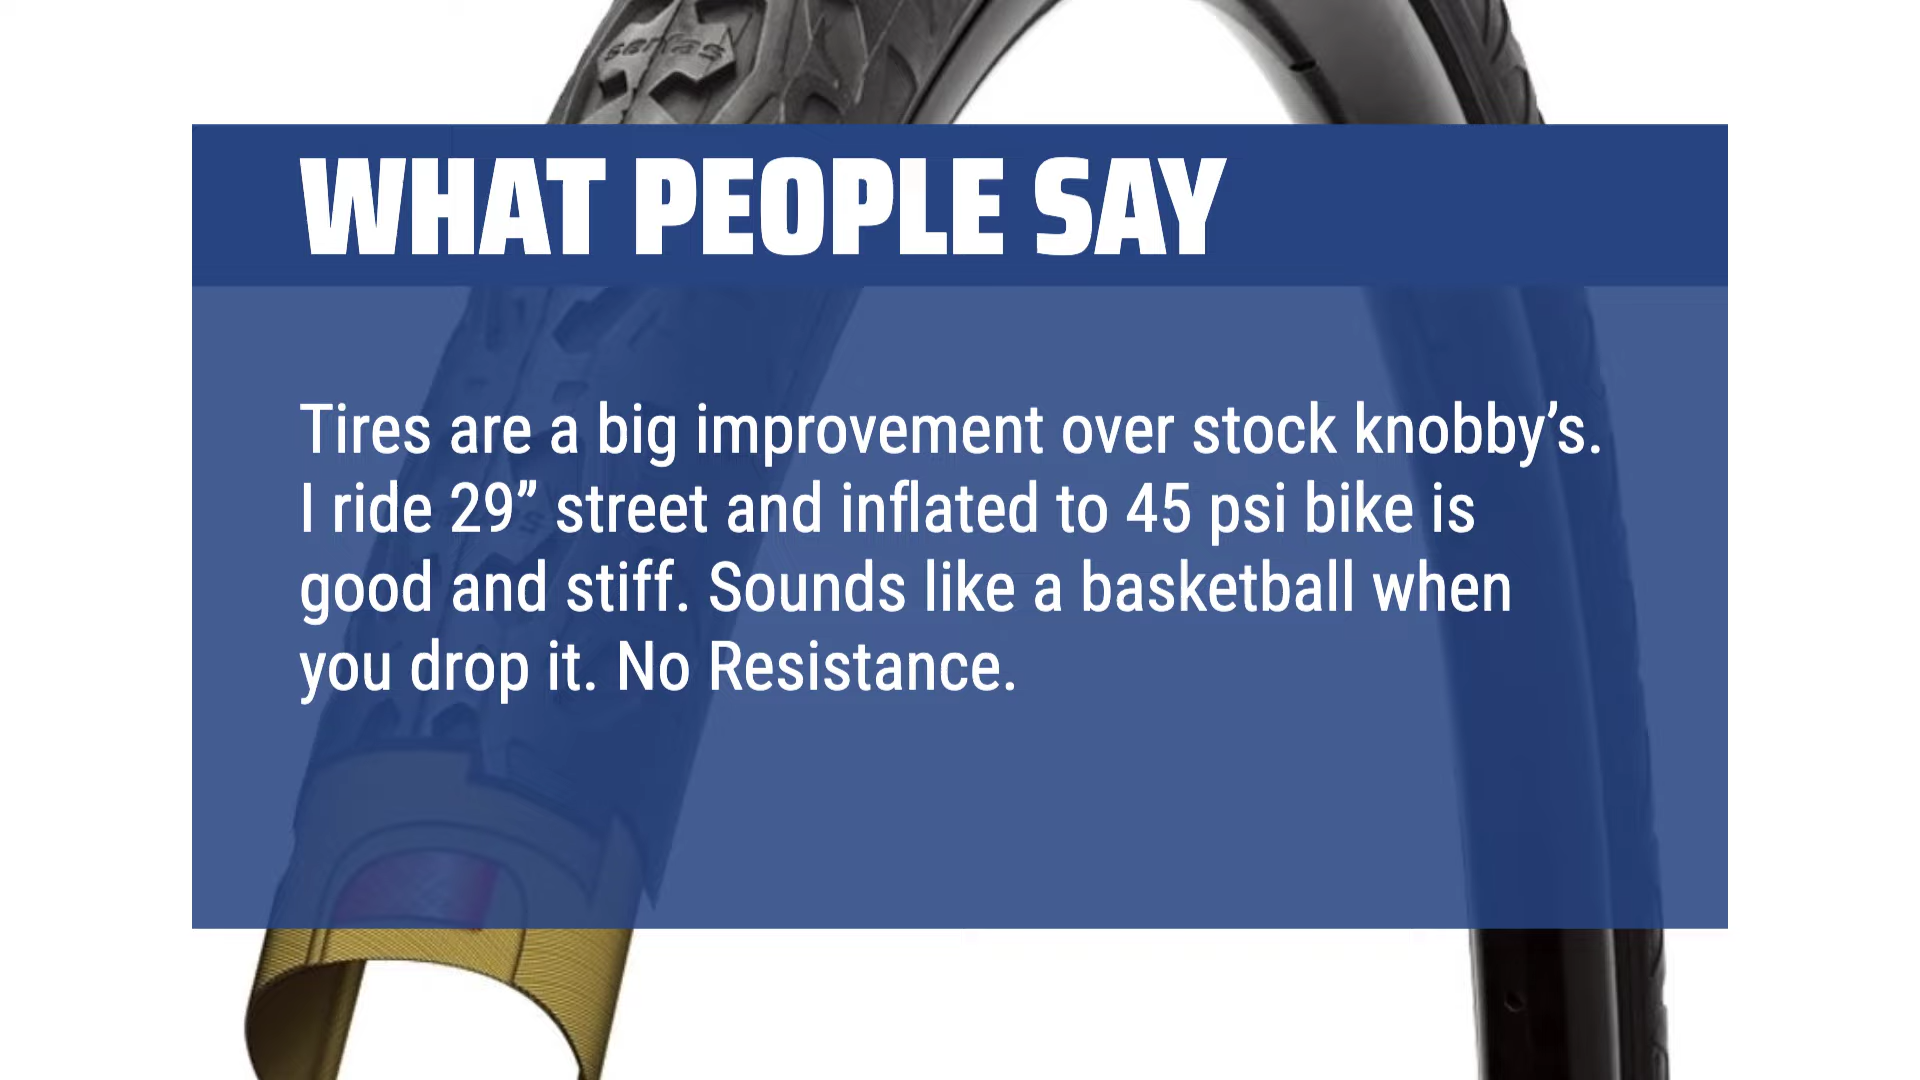 serfas
WHAT PEOPLE SAY
Tires are a big improvement over stock knobby’s.
I ride 29” street and inflated to 45 psi bike is
good and stiff. Sounds like a basketball when
you drop it. No Resistance.